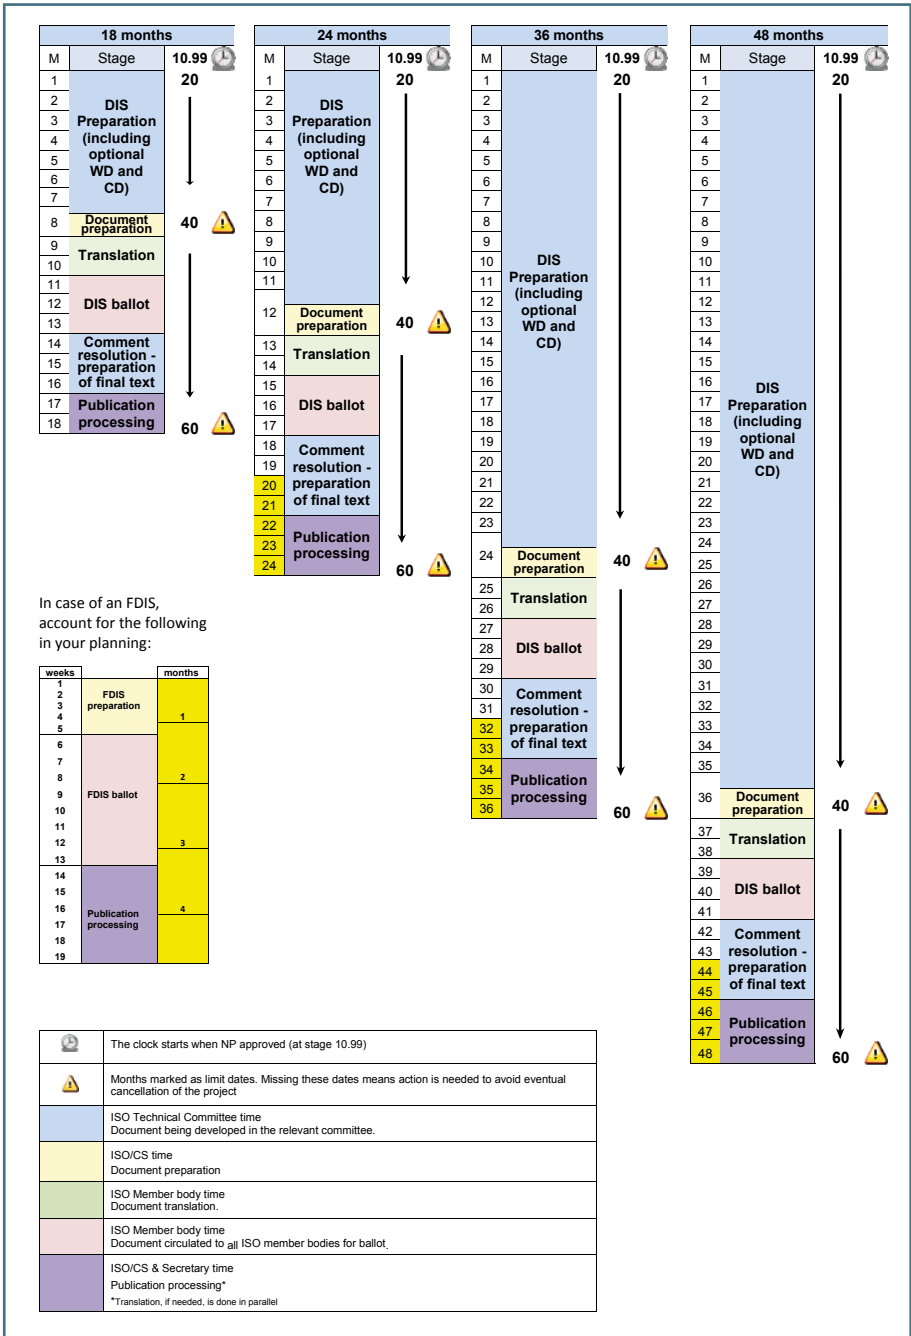 18 months
M Stage 10.99
1 20
2
3
4
5
6
7
DIS
Preparation
(including
optional
WD and
CD)
8 Document
preparation
40
9
10
Translation
11
12
13
DIS ballot
14
15
16
Comment
resolution -
preparation
of final text
17
18
Publication
processing
60
24 months
M Stage 10.99
1 20
2
3
4
5
6
7
8
9
10
11
DIS
Preparation
(including
optional
WD and
CD)
12 Document
preparation
40
13
14
Translation
15
16
17
DIS ballot
18
19
20
21
Comment
resolution -
preparation
of final text
22
23
24
Publication
processing
60
36 months
M Stage 10.99
1 20
2
3
4
5
6
7
8
9
10
11
12
13
14
15
16
17
18
19
20
21
22
23
DIS
Preparation
(including
optional
WD and
CD)
24 Document
preparation
40
25
26
Translation
27
28
29
DIS ballot
30
31
32
33
Comment
resolution -
preparation
of final text
34
35
36
Publication
processing
60
48 months
M Stage 10.99
1 20
2
3
4
5
6
7
8
9
10
11
12
13
14
15
16
17
18
19
20
21
22
23
24
25
26
27
28
29
30
31
32
33
34
35
DIS
Preparation
(including
optional
WD and
CD)
36 Document
preparation
40
37
38
Translation
39
40
41
DIS ballot
42
43
44
45
Comment
resolution -
preparation
of final text
46
47
48
Publication
processing
60
In case of an FDIS,
account for the following
in your planning:
weeks months
1
2
3
4
5
FDIS
preparation
1
6
7
8
9
10
11
12
13
FDIS ballot
2
3
14
15
16
17
18
19
Publication
processing
4
The clock starts when NP approved (at stage 10.99)
Months marked as limit dates. Missing these dates means action is needed to avoid eventual
cancellation of the project
ISO Technical Committee time
Document being developed in the relevant committee.
ISO/CS time
Document preparation
ISO Member body time
Document translation.
ISO Member body time
Document circulated to all ISO member bodies for ballot.
ISO/CS & Secretary time
Publication processing*
*Translation, if needed, is done in parallel